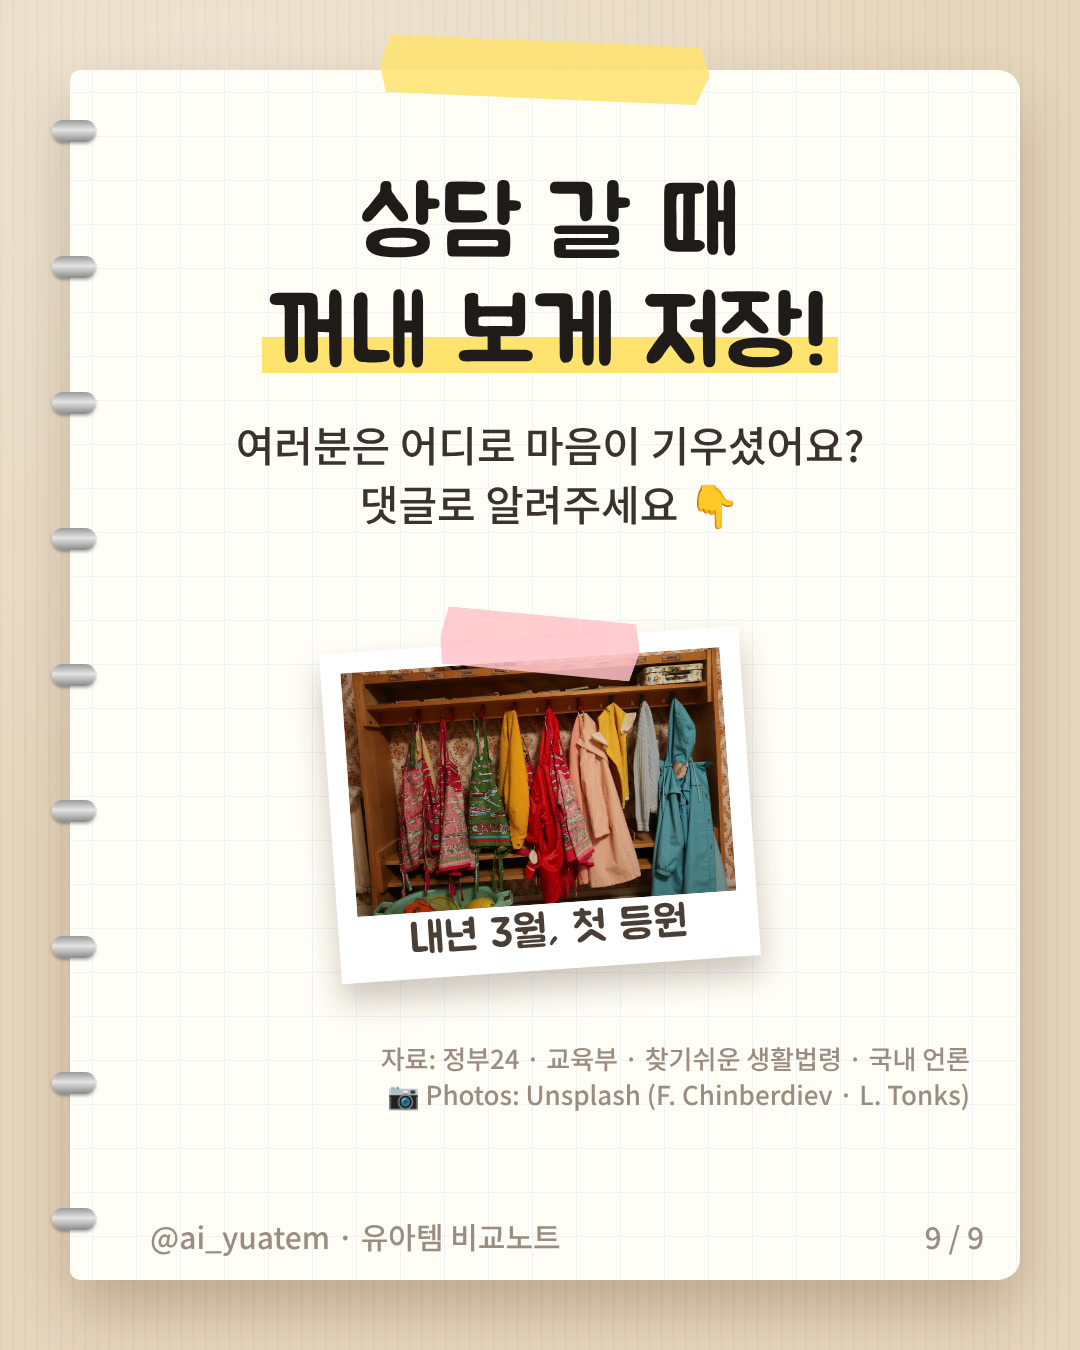 상담 갈 때
꺼내 보게 저장!
여러분은 어디로 마음이 기우셨어요?
댓글로 알려주세요 👇
내년 3월, 첫 등원
자료: 정부24 · 교육부 · 찾기쉬운 생활법령 · 국내 언론
📷 Photos: Unsplash (F. Chinberdiev · L. Tonks)
@ai_yuatem · 유아템 비교노트
9 / 9